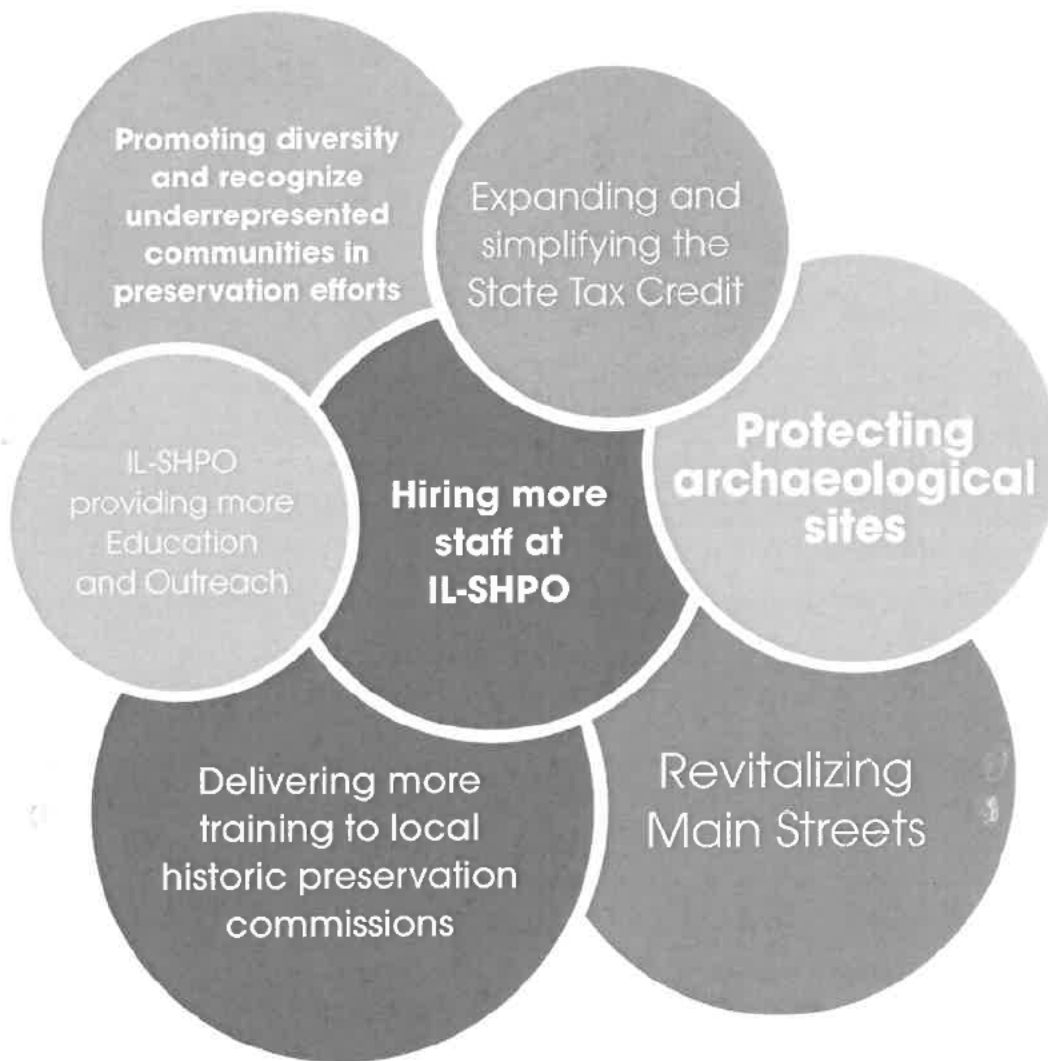 Promoting diversity
and recognize
underrepresented
communities in
preservation efforts
Expanding and
simplifying the
State Tax Credit
IL-SHPO
providing more
Education
and Outreach
Hiring more
staff at
IL-SHPO
Protecting
archaeological
sites
Delivering more
training to local
historic preservation
commissions
Revitalizing
Main Streets